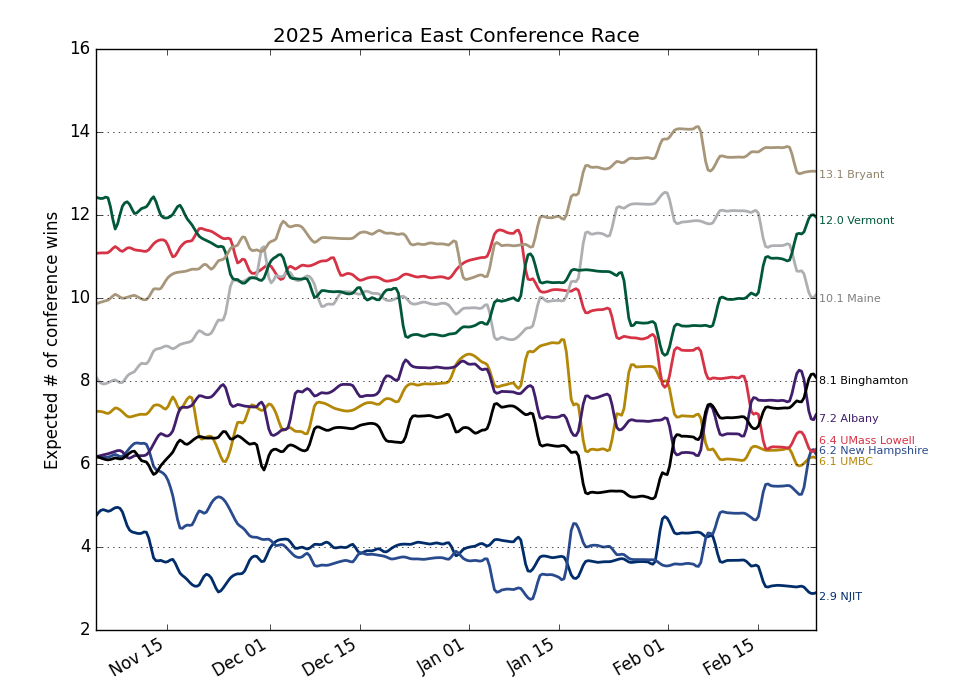 2025 America East Conference Race
Expected # of conference wins
16
14
12
10
8
6
4
2
13.1 Bryant
12.0 Vermont
10.1 Maine
8.1 Binghamton
7.2 Albany
6.4 UMass Lowell
6.2 New Hampshire
6.1 UMBC
2.9 NJIT
Nov 15
Dec 01
Dec 15
Jan 01
Jan 15
Feb 01
Feb 15